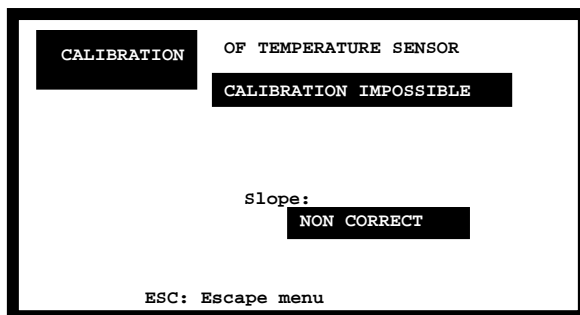 CALIBRATION OF TEMPERATURE SENSOR
CALIBRATION IMPOSSIBLE
Slope:
NON CORRECT
ESC: Escape menu